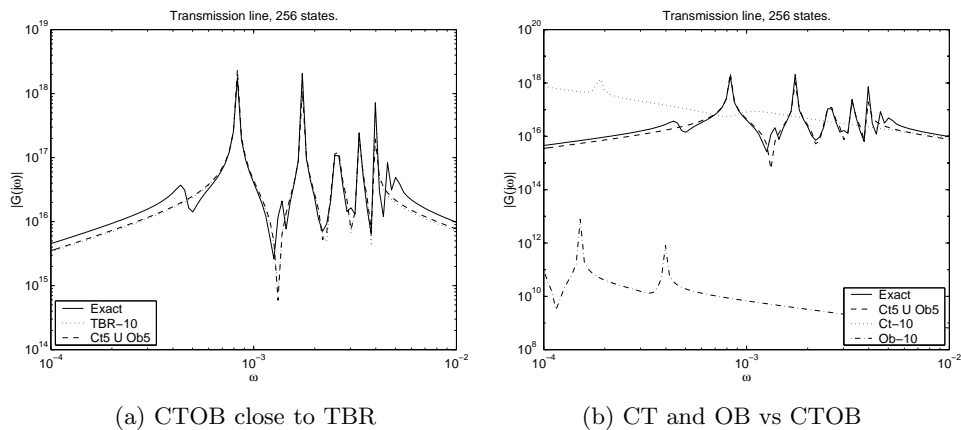 Transmission line, 256 states.
10^19
10^18
10^17
10^16
10^15
10^14
|G(jω)|
Exact
TBR−10
Ct5 U Ob5
10^−4
10^−3
10^−2
ω
(a) CTOB close to TBR
Transmission line, 256 states.
10^20
10^18
10^16
10^14
10^12
10^10
10^8
|G(jω)|
Exact
Ct5 U Ob5
Ct−10
Ob−10
10^−4
10^−3
10^−2
ω
(b) CT and OB vs CTOB